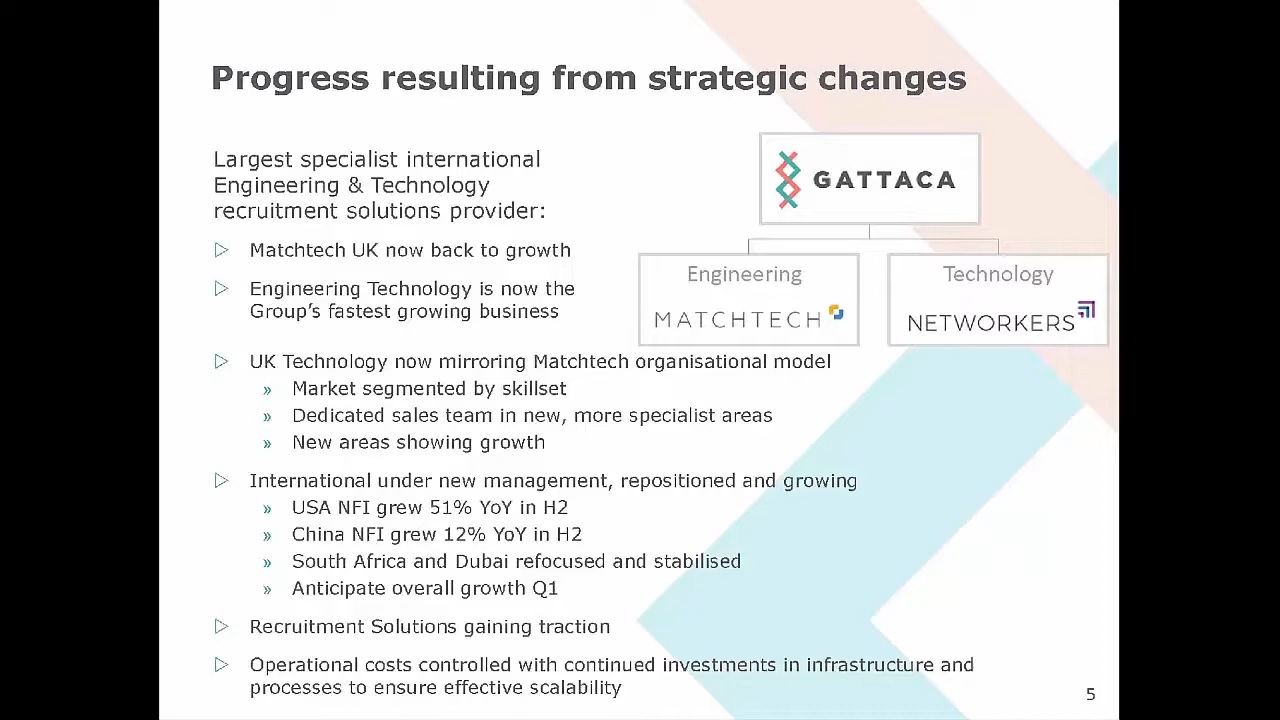 Progress resulting from strategic changes
Largest specialist international
Engineering & Technology
recruitment solutions provider:
GATTACA
Engineering
MATCHTECH
Technology
NETWORKERS
Matchtech UK now back to growth
Engineering Technology is now the
Group's fastest growing business
UK Technology now mirroring Matchtech organisational model
» Market segmented by skillset
» Dedicated sales team in new, more specialist areas
» New areas showing growth
International under new management, repositioned and growing
» USA NFI grew 51% YoY in H2
» China NFI grew 12% YoY in H2
» South Africa and Dubai refocused and stabilised
» Anticipate overall growth Q1
Recruitment Solutions gaining traction
Operational costs controlled with continued investments in infrastructure and
processes to ensure effective scalability
5